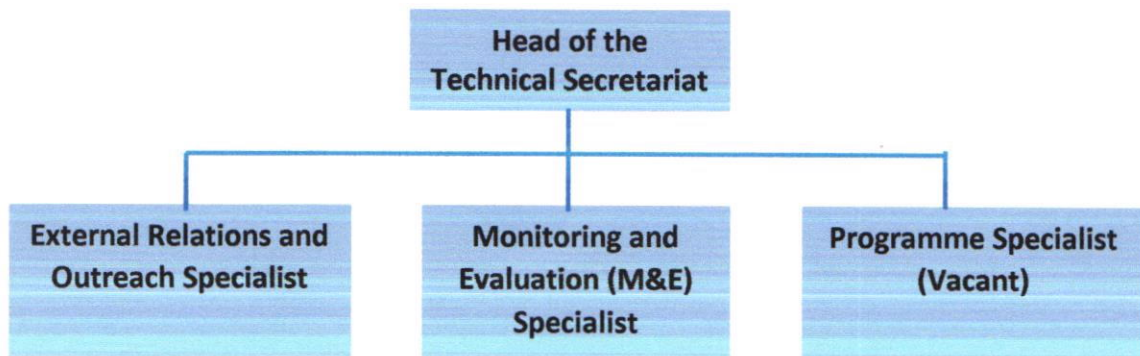 Head of the
Technical Secretariat
External Relations and
Outreach Specialist
Monitoring and
Evaluation (M&E)
Specialist
Programme Specialist
(Vacant)